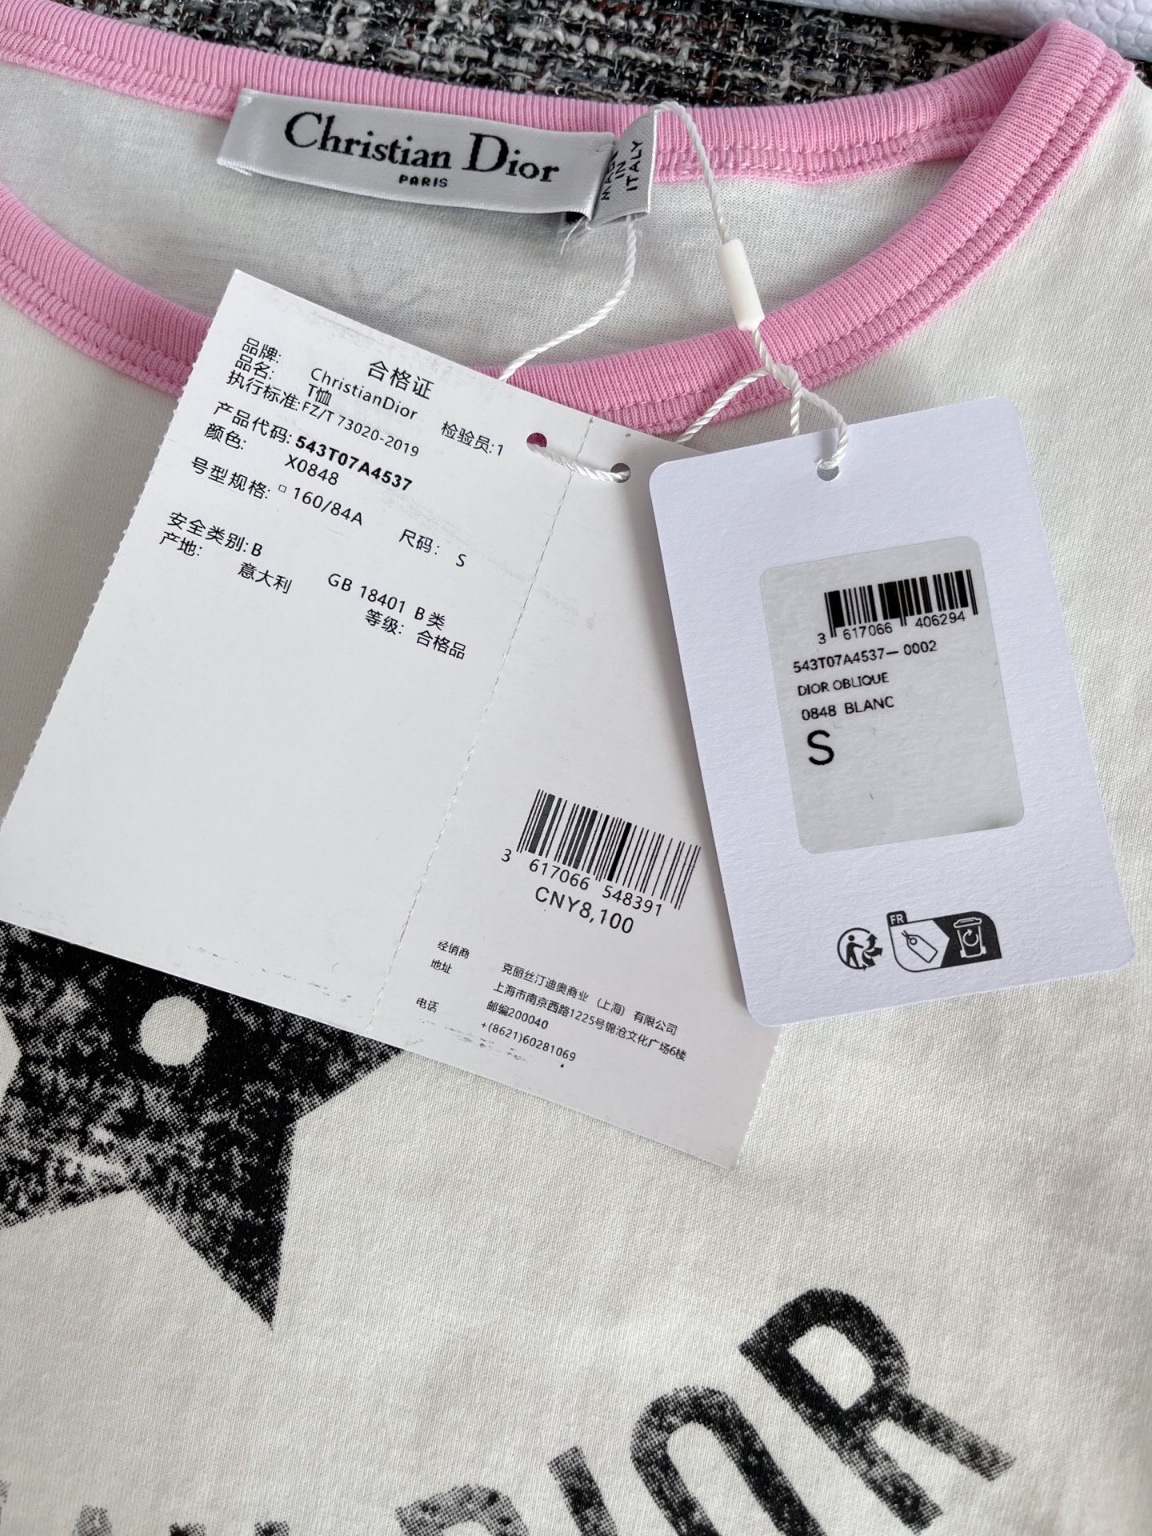 Christian Dior
PARIS
MADE
IN
ITALY
合格证
品牌:
ChristianDior
品名:
T恤
执行标准:FZ/T 73020-2019
检验员:1
产品代码:543T07A4537
颜色:
X0848
号型规格:
160/84A
尺码: S
安全类别:B
GB 18401 B类
产地:
意大利
等级: 合格品
3 617066 548391
CNY8,100
经销商
克丽丝汀迪奥商业 (上海) 有限公司
地址
上海市南京西路1225号锦沧文化广场6楼
邮编200040
电话
+(8621)60281069
3 617066 406294
543T07A4537— 0002
DIOR OBLIQUE
0848 BLANC
S
FR
DIOR